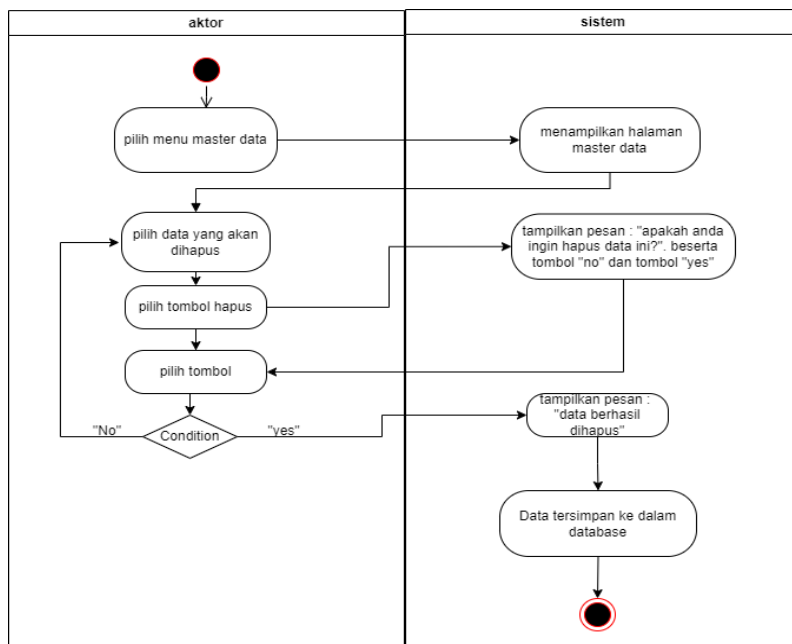 aktor
sistem
pilih menu master data
menampilkan halaman
master data
pilih data yang akan
dihapus
tampilkan pesan : "apakah anda
ingin hapus data ini?". beserta
tombol "no" dan tombol "yes"
pilih tombol hapus
pilih tombol
tampilkan pesan :
"data berhasil
dihapus"
"No"
Condition
"yes"
Data tersimpan ke dalam
database